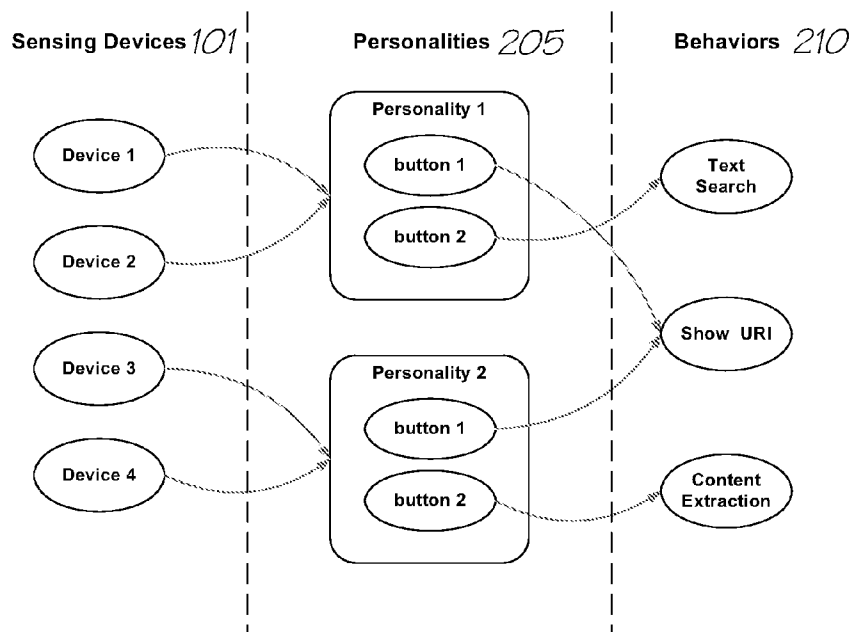 Sensing Devices 101
Personalities 205
Behaviors 210
Device 1
Device 2
Device 3
Device 4
Personality 1
button 1
button 2
Personality 2
button 1
button 2
Text
Search
Show URI
Content
Extraction